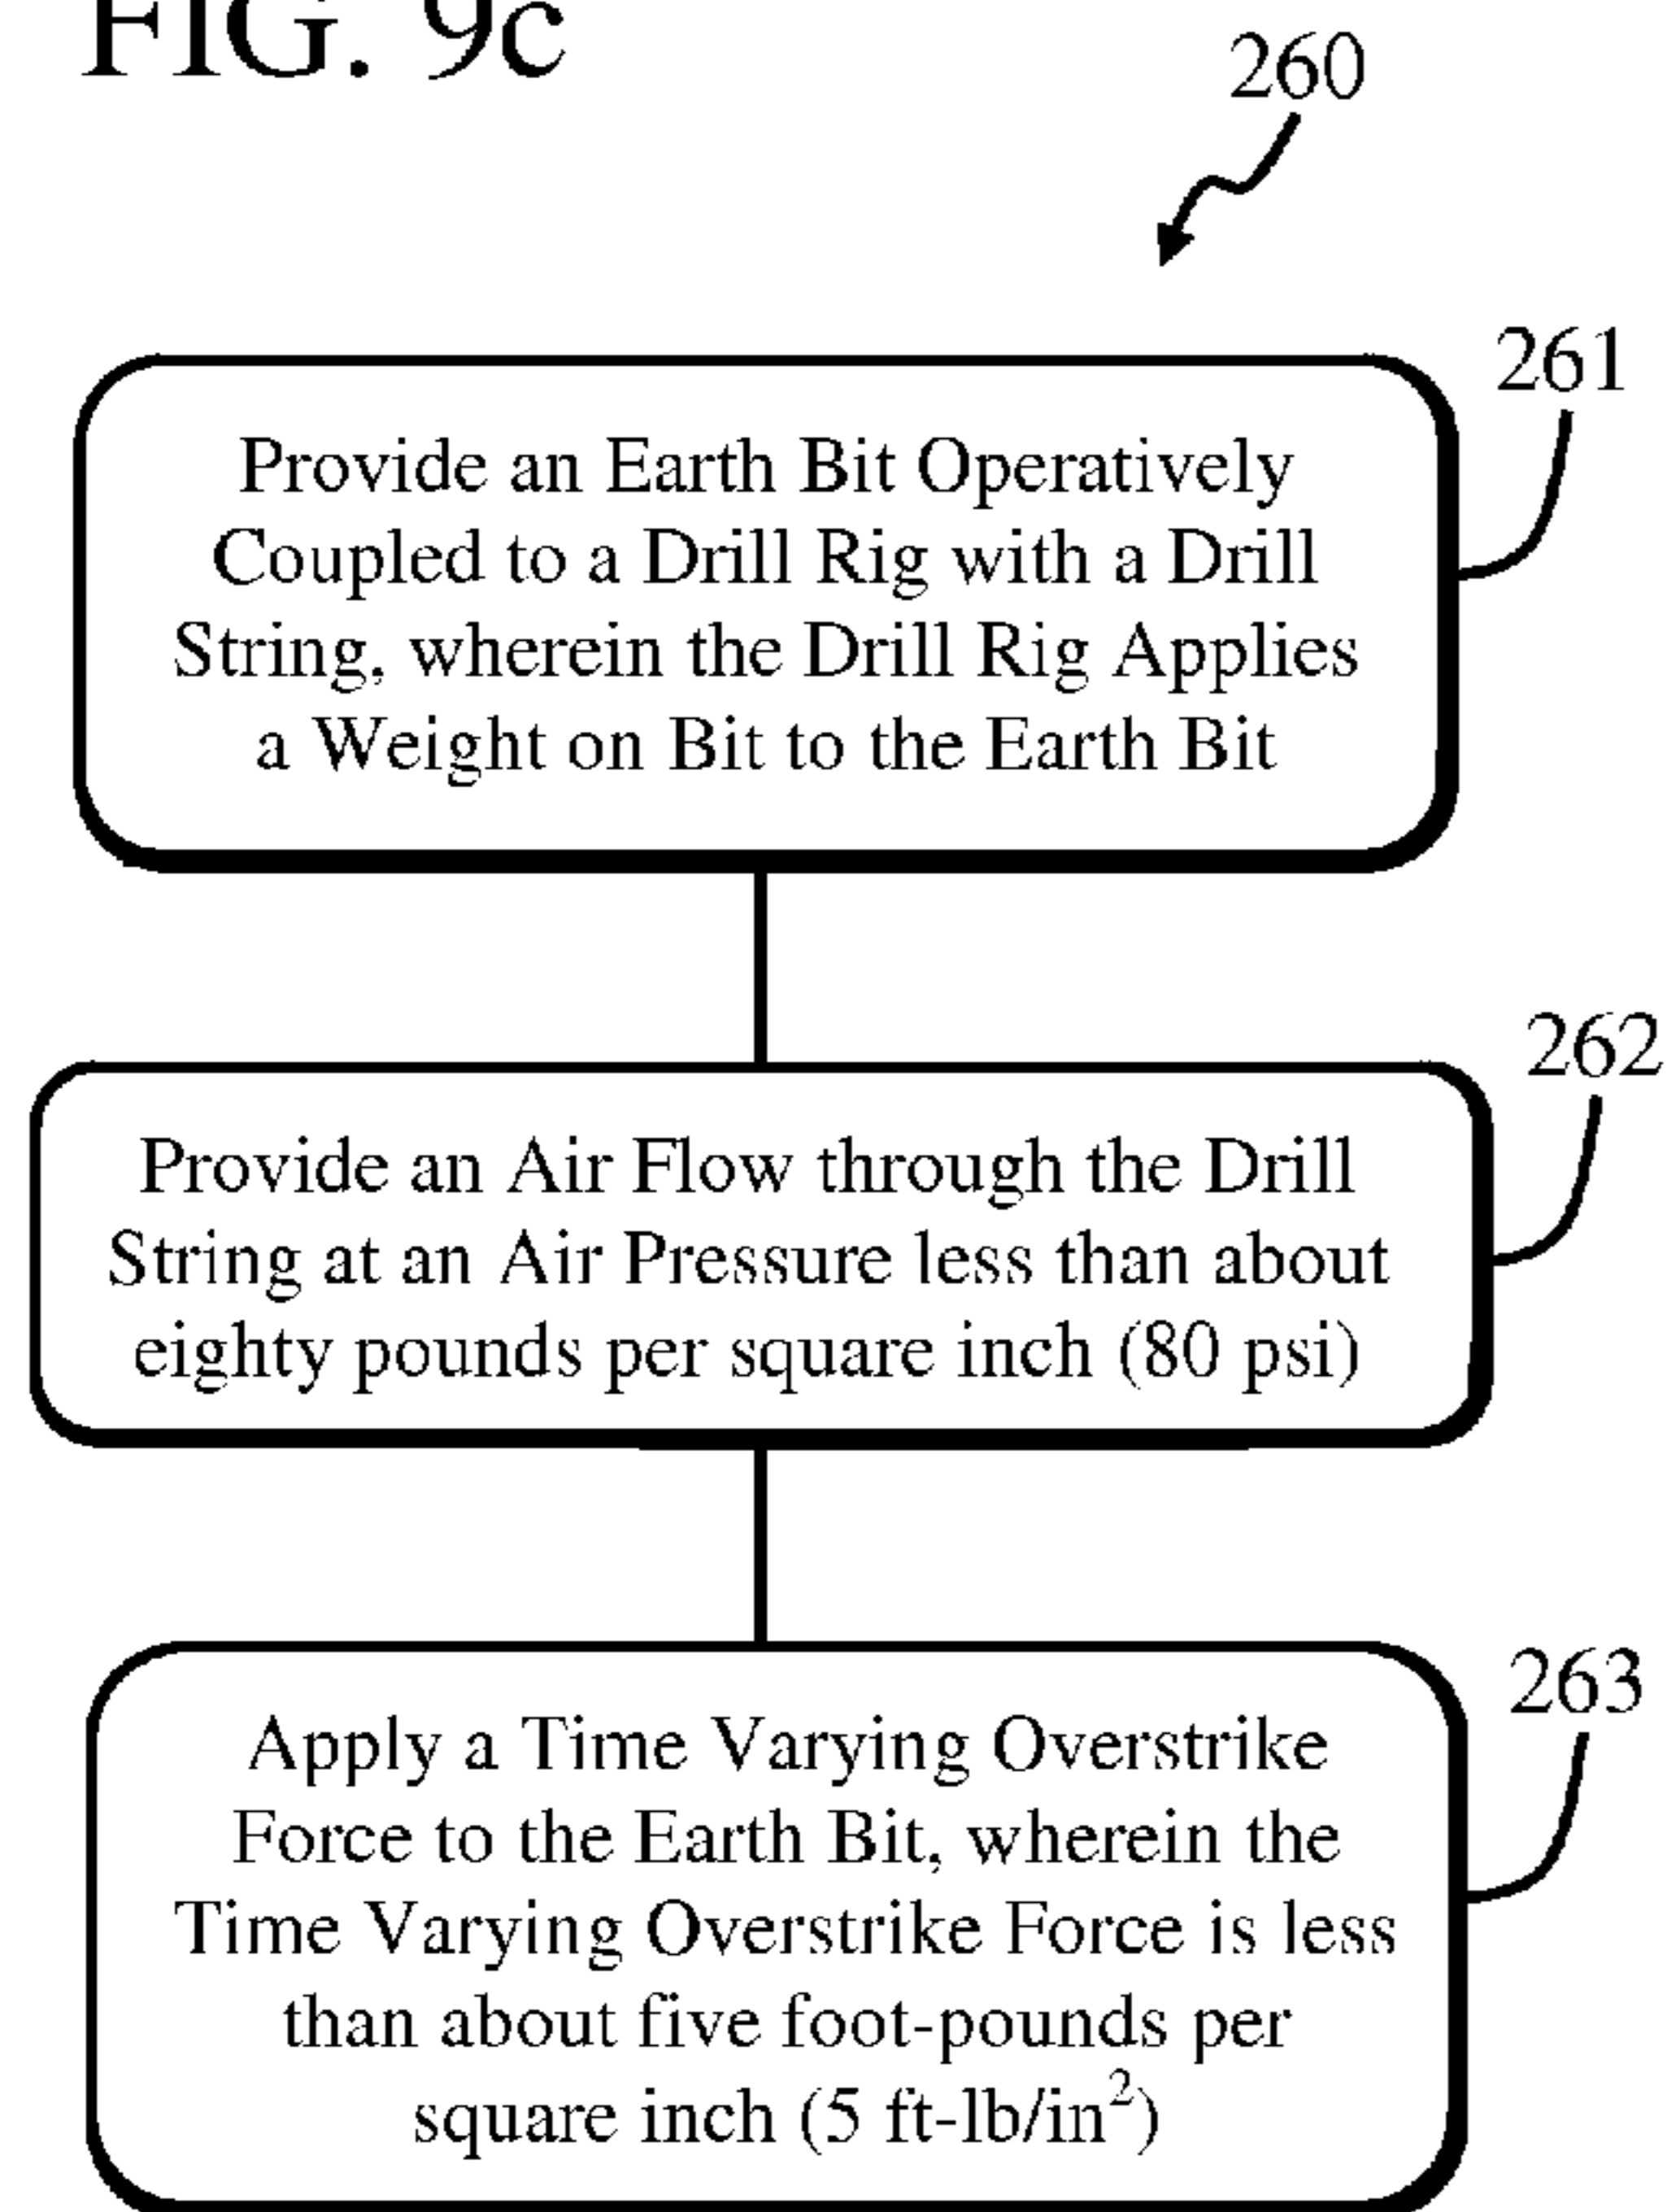 FIG. 9c
260
261
Provide an Earth Bit Operatively
Coupled to a Drill Rig with a Drill
String, wherein the Drill Rig Applies
a Weight on Bit to the Earth Bit
262
Provide an Air Flow through the Drill
String at an Air Pressure less than about
eighty pounds per square inch (80 psi)
263
Apply a Time Varying Overstrike
Force to the Earth Bit, wherein the
Time Varying Overstrike Force is less
than about five foot-pounds per
square inch (5 ft-lb/in²)